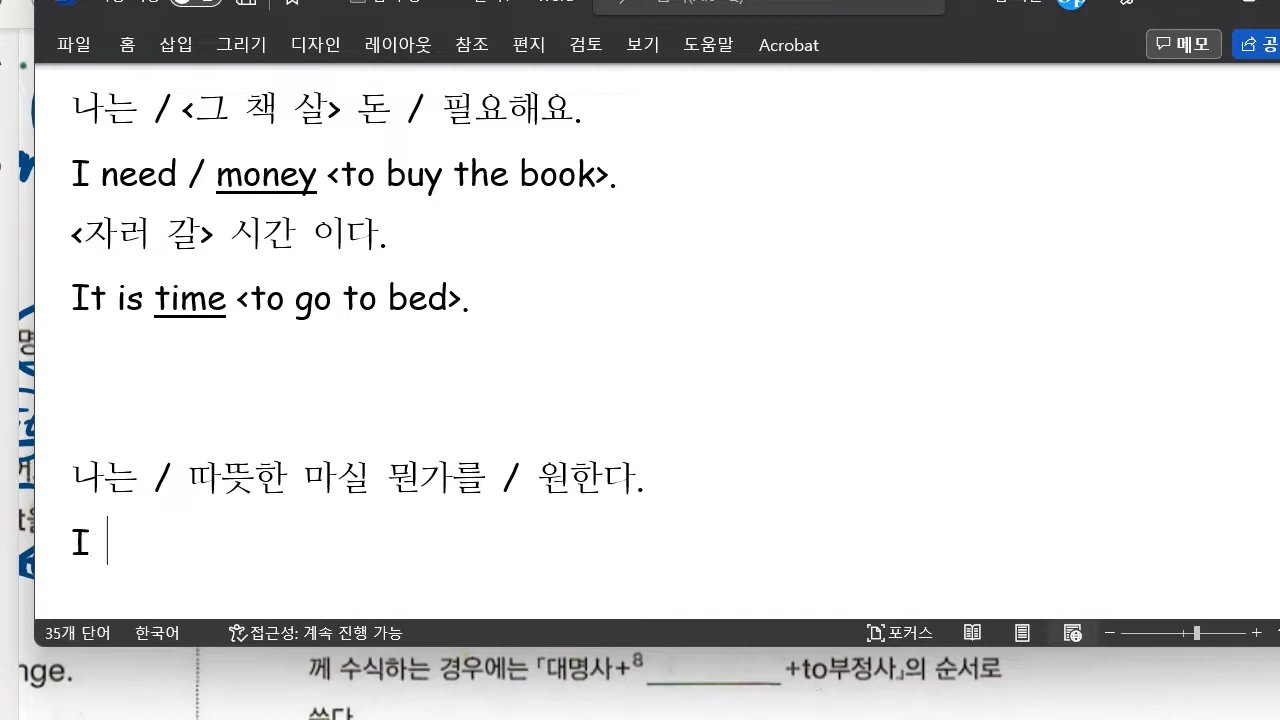 파일 홈 삽입 그리기 디자인 레이아웃 참조 편지 검토 보기 도움말 Acrobat 메모
나는 / <그 책 살> 돈 / 필요해요.
I need / money <to buy the book>.
<자러 갈> 시간 이다.
It is time <to go to bed>.
나는 / 따뜻한 마실 뭔가를 / 원한다.
I
35개 단어 한국어 접근성: 계속 진행 가능 포커스
께 수식하는 경우에는 「대명사+⁸ ________ +to부정사」의 순서로
쓴다